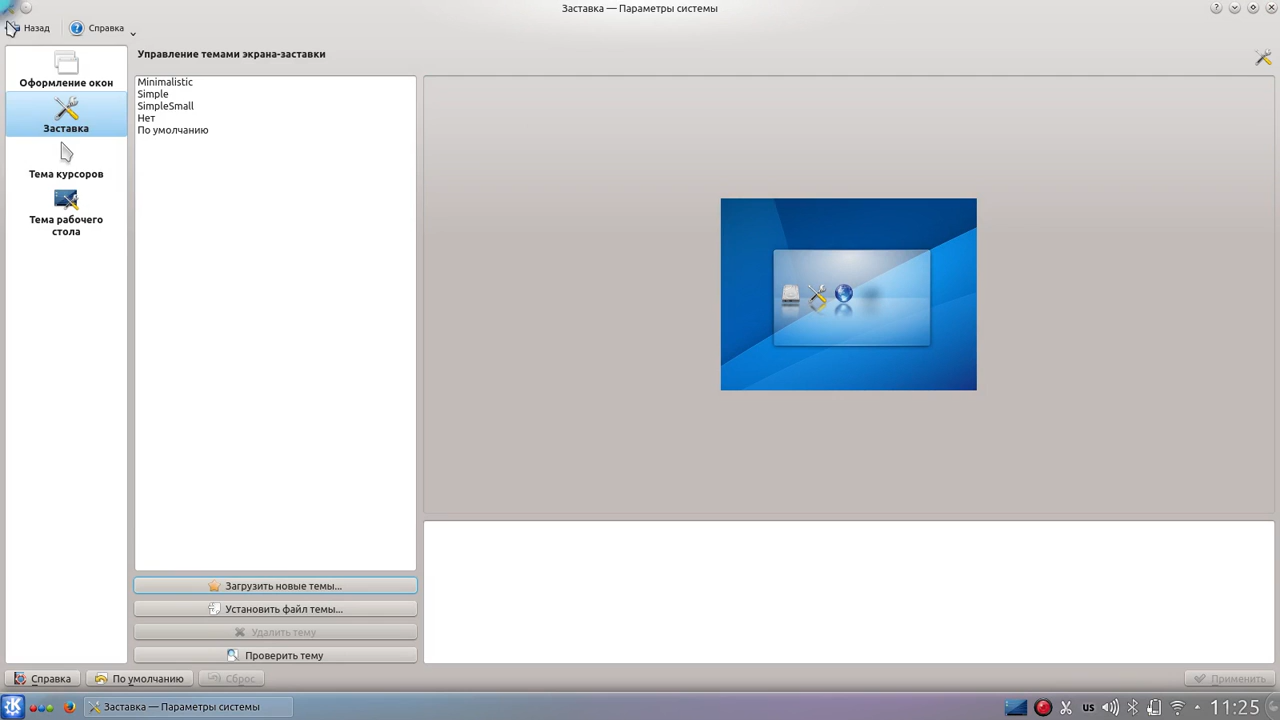 Заставка — Параметры системы
Назад
Справка
Оформление окон
Заставка
Тема курсоров
Тема рабочего
стола
Управление темами экрана-заставки
Minimalistic
Simple
SimpleSmall
Нет
По умолчанию
Загрузить новые темы...
Установить файл темы...
Удалить тему
Проверить тему
Справка
По умолчанию
Сброс
Применить
Заставка — Параметры системы
us
11:25